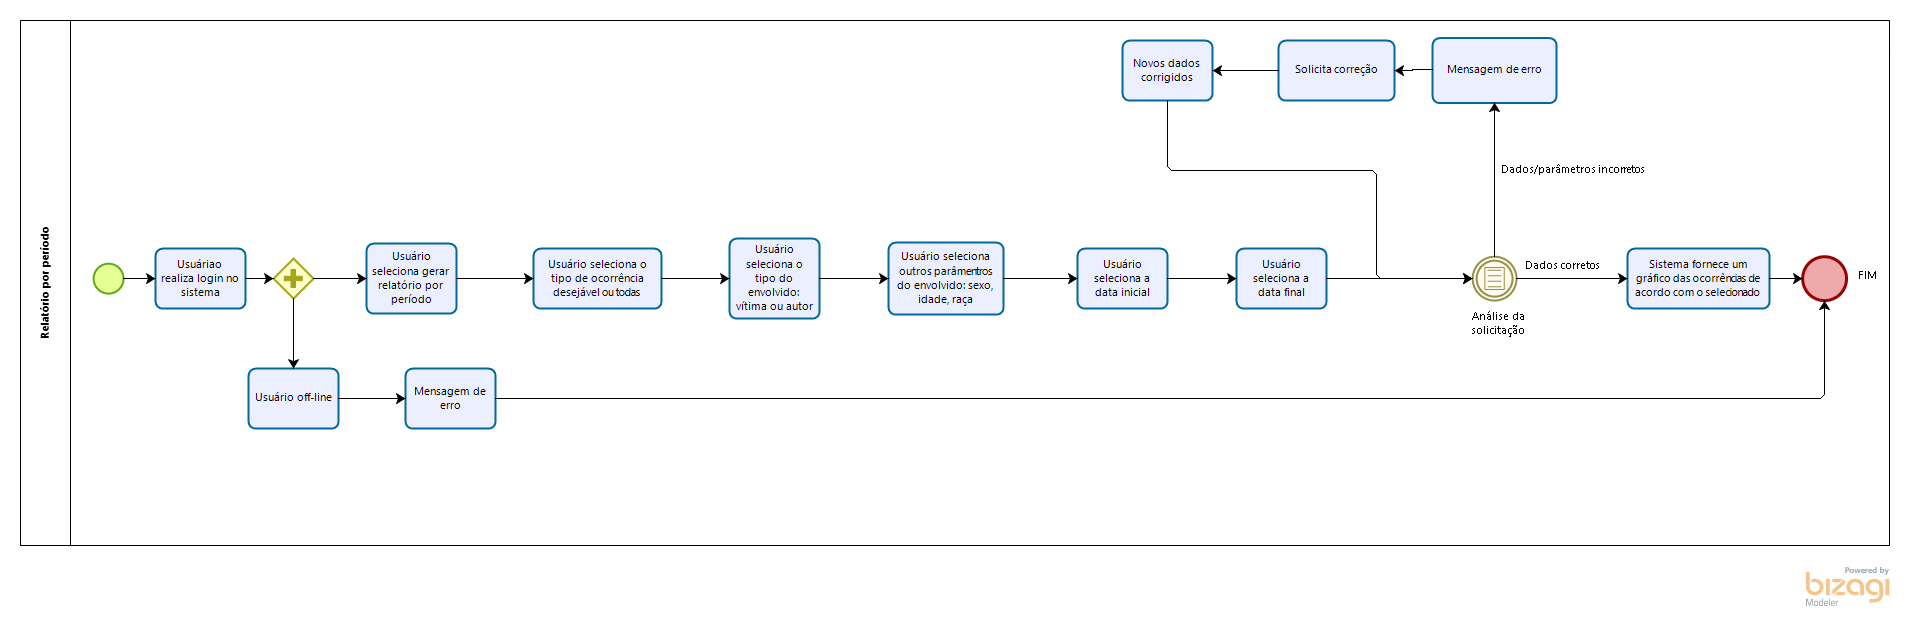 Relatório por período
Novos dados
corrigidos
Solicita correção
Mensagem de erro
Dados/parâmetros incorretos
Usuáriao
realiza login no
sistema
Usuário
seleciona gerar
relatório por
período
Usuário seleciona o
tipo de ocorrência
desejável ou todas
Usuário
seleciona o
tipo do
envolvido:
vítima ou autor
Usuário seleciona
outros parâmentros
do envolvido: sexo,
idade, raça
Usuário
seleciona a
data inicial
Usuário
seleciona a
data final
Análise da
solicitação
Dados corretos
Sistema fornece um
gráfico das ocorrências de
acordo com o selecionado
FIM
Usuário off-line
Mensagem de
erro
Powered by
bizagi
Modeler